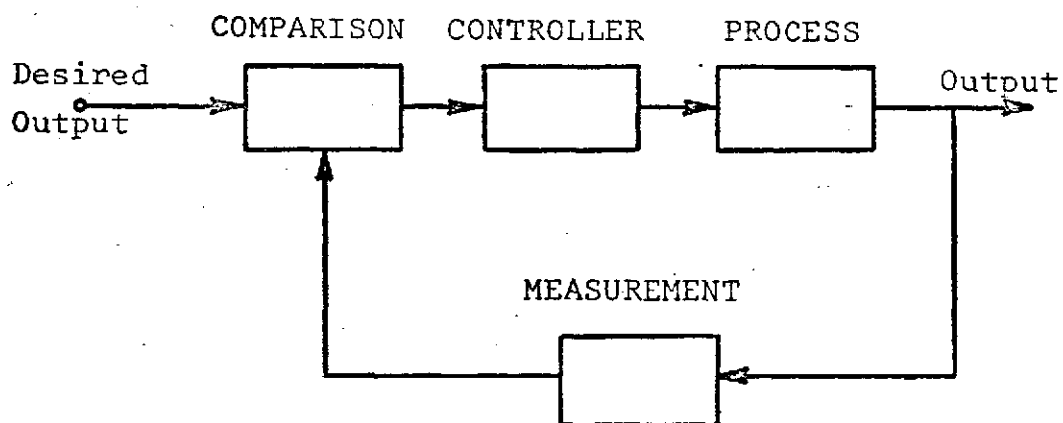 COMPARISON CONTROLLER PROCESS
Desired
Output
Output
MEASUREMENT